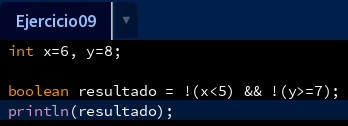 Ejercicio09
int x=6, y=8;
boolean resultado = !(x<5) && !(y>=7);
println(resultado);